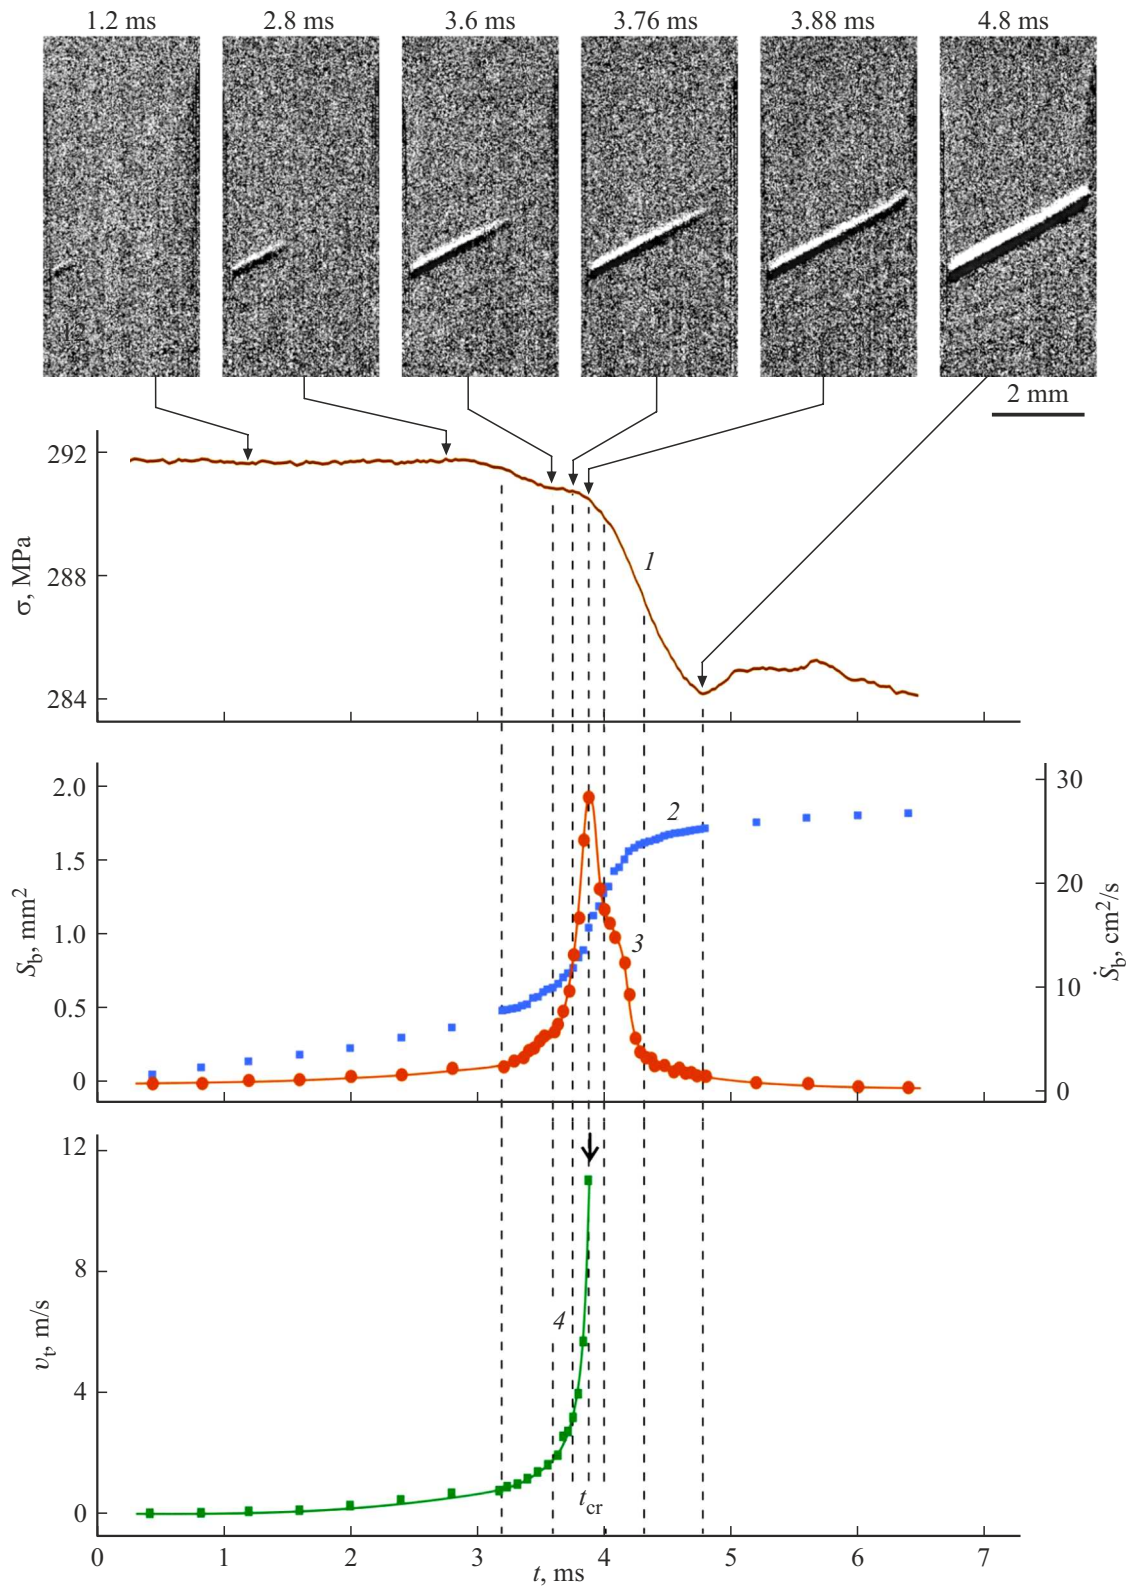 1.2 ms 2.8 ms 3.6 ms 3.76 ms 3.88 ms 4.8 ms
2 mm
292
288
284
σ, MPa
1
2.0
1.5
1.0
0.5
0
S_b, mm²
2
3
30
20
10
0
Ṡ_b, cm²/s
12
8
4
0
v_t, m/s
4
t_cr
0 1 2 3 4 5 6 7
t, ms